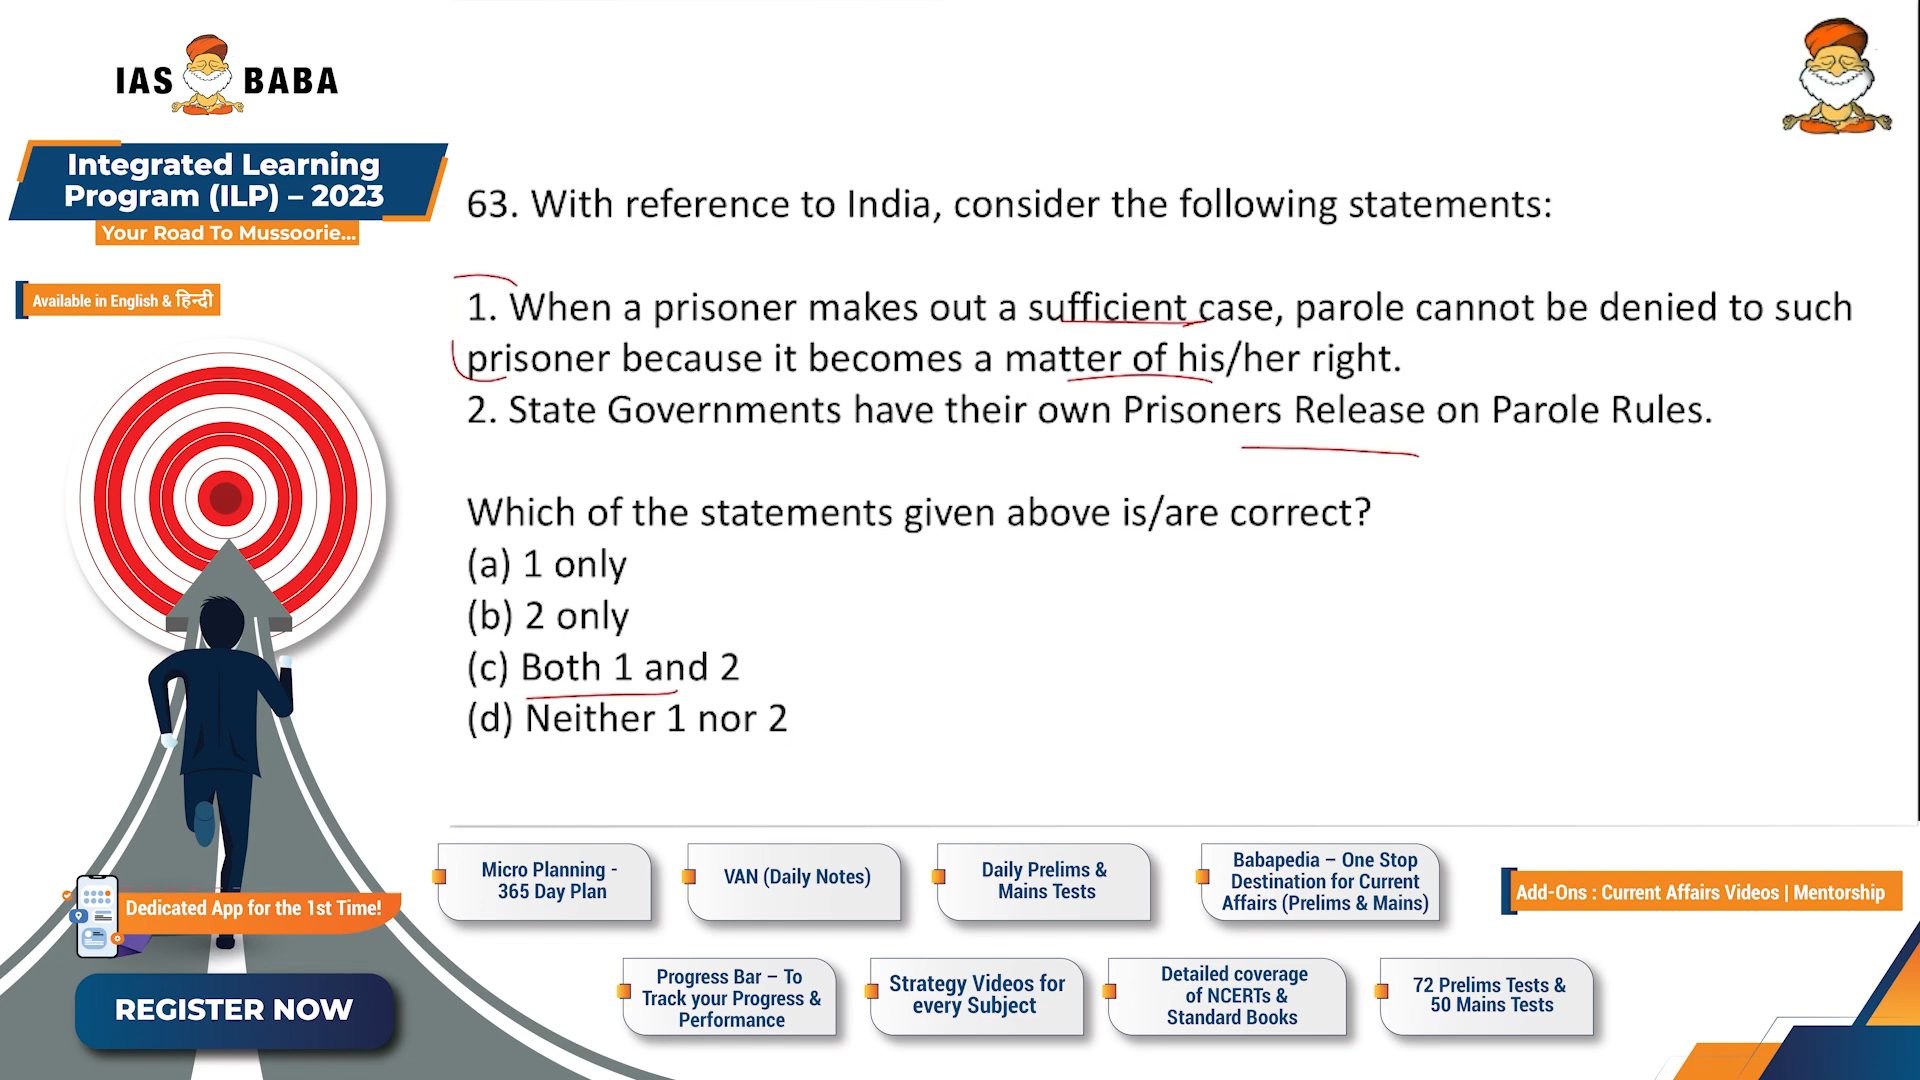 IAS BABA
Integrated Learning
Program (ILP) – 2023
Your Road To Mussoorie...
Available in English & हिन्दी
63. With reference to India, consider the following statements:
1. When a prisoner makes out a sufficient case, parole cannot be denied to such
prisoner because it becomes a matter of his/her right.
2. State Governments have their own Prisoners Release on Parole Rules.
Which of the statements given above is/are correct?
(a) 1 only
(b) 2 only
(c) Both 1 and 2
(d) Neither 1 nor 2
Dedicated App for the 1st Time!
REGISTER NOW
Micro Planning -
365 Day Plan
VAN (Daily Notes)
Daily Prelims &
Mains Tests
Babapedia – One Stop
Destination for Current
Affairs (Prelims & Mains)
Add-Ons : Current Affairs Videos | Mentorship
Progress Bar – To
Track your Progress &
Performance
Strategy Videos for
every Subject
Detailed coverage
of NCERTs &
Standard Books
72 Prelims Tests &
50 Mains Tests